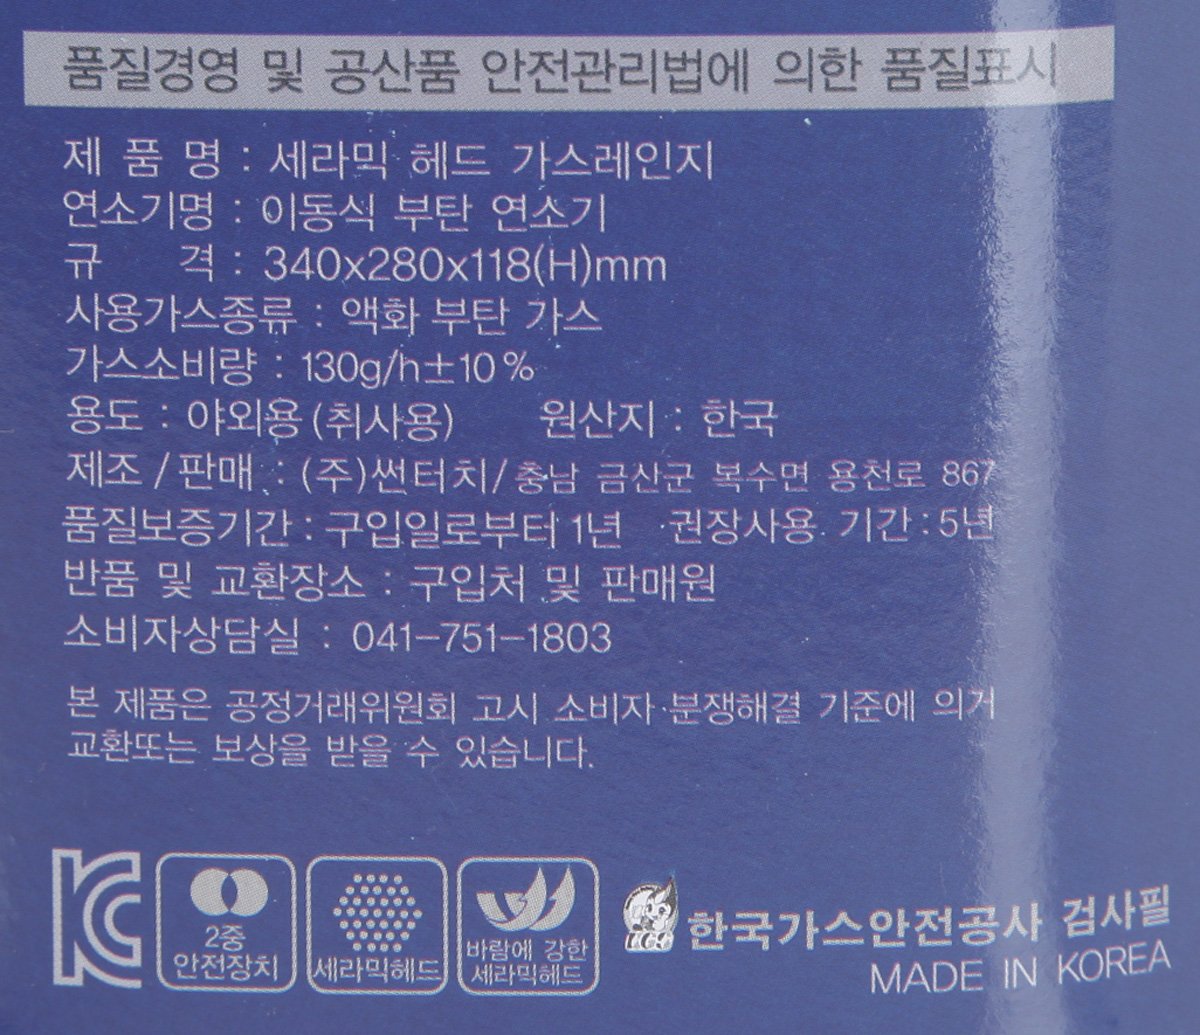 품질경영 및 공산품 안전관리법에 의한 품질표시
제 품 명 : 세라믹 헤드 가스레인지
연소기명 : 이동식 부탄 연소기
규 격 : 340x280x118(H)mm
사용가스종류 : 액화 부탄 가스
가스소비량 : 130g/h±10%
용도 : 야외용(취사용) 원산지 : 한국
제조/판매 : (주)썬터치/충남 금산군 복수면 용천로 867
품질보증기간 : 구입일로부터 1년 권장사용 기간 : 5년
반품 및 교환장소 : 구입처 및 판매원
소비자상담실 : 041-751-1803
본 제품은 공정거래위원회 고시 소비자 분쟁해결 기준에 의거
교환또는 보상을 받을 수 있습니다.
KC
2중
안전장치
세라믹헤드
바람에 강한
세라믹헤드
KGS
한국가스안전공사 검사필
MADE IN KOREA